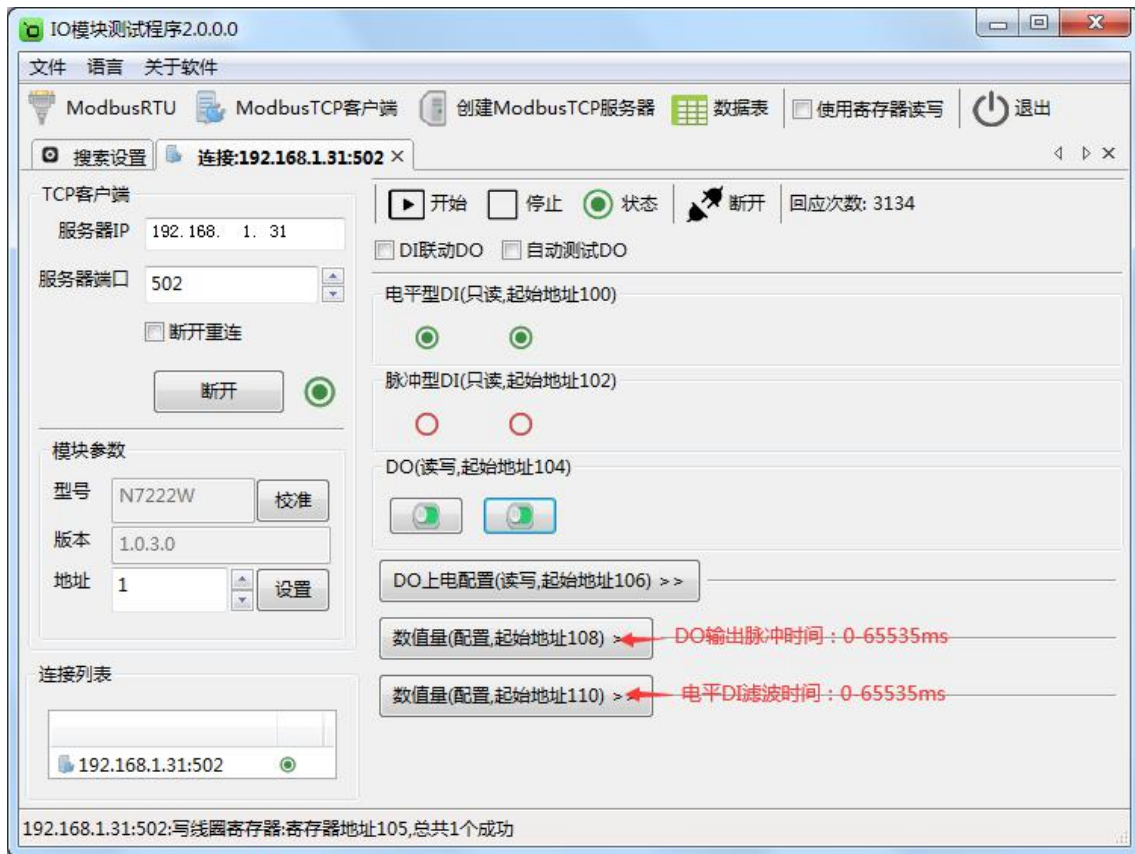 IO模块测试程序2.0.0.0
文件 语言 关于软件
ModbusRTU ModbusTCP客户端 创建ModbusTCP服务器 数据表 使用寄存器读写 退出
搜素设置 连接:192.168.1.31:502
TCP客户端
服务器IP 192.168. 1. 31
服务器端口 502
断开重连
断开
模块参数
型号 N7222W 校准
版本 1.0.3.0
地址 1 设置
连接列表
192.168.1.31:502
开始 停止 状态 断开 回应次数: 3134
DI联动DO 自动测试DO
电平型DI(只读,起始地址100)
脉冲型DI(只读,起始地址102)
DO(读写,起始地址104)
DO上电配置(读写,起始地址106) >>
数值量(配置,起始地址108) >> DO输出脉冲时间：0-65535ms
数值量(配置,起始地址110) >> 电平DI滤波时间：0-65535ms
192.168.1.31:502:写线圈寄存器:寄存器地址105,总共1个成功